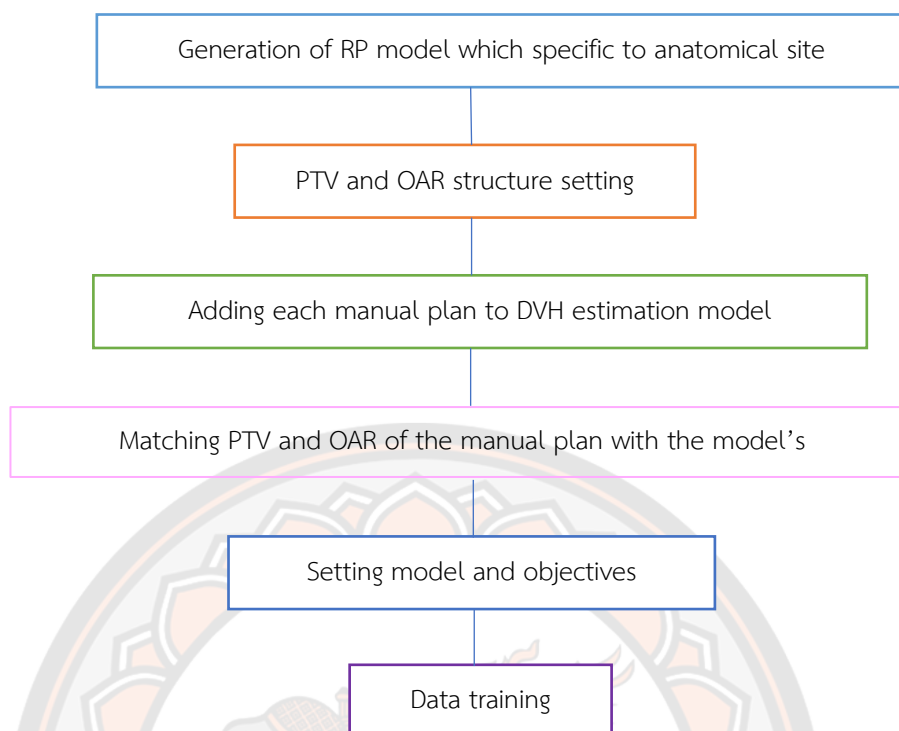 Generation of RP model which specific to anatomical site
PTV and OAR structure setting
Adding each manual plan to DVH estimation model
Matching PTV and OAR of the manual plan with the model’s
Setting model and objectives
Data training